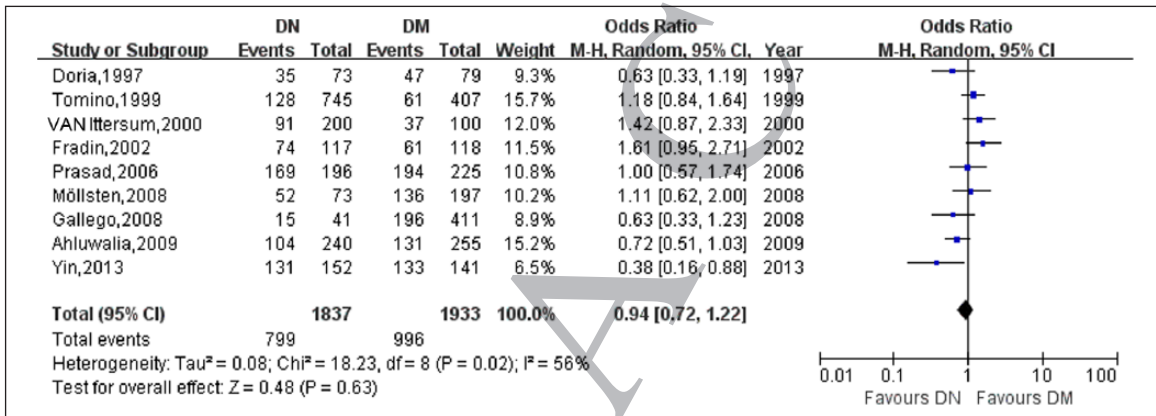 DN DM Odds Ratio Odds Ratio
Study or Subgroup Events Total Events Total Weight M-H, Random, 95% CI, Year M-H, Random, 95% CI
Doria,1997 35 73 47 79 9.3% 0.63 [0.33, 1.19] 1997
Tomino,1999 128 745 61 407 15.7% 1.18 [0.84, 1.64] 1999
VAN Ittersum,2000 91 200 37 100 12.0% 1.42 [0.87, 2.33] 2000
Fradin,2002 74 117 61 118 11.5% 1.61 [0.95, 2.71] 2002
Prasad,2006 169 196 194 225 10.8% 1.00 [0.57, 1.74] 2006
Möllsten,2008 52 73 136 197 10.2% 1.11 [0.62, 2.00] 2008
Gallego,2008 15 41 196 411 8.9% 0.63 [0.33, 1.23] 2008
Ahluwalia,2009 104 240 131 255 15.2% 0.72 [0.51, 1.03] 2009
Yin,2013 131 152 133 141 6.5% 0.38 [0.16, 0.88] 2013
Total (95% CI) 1837 1933 100.0% 0.94 [0.72, 1.22]
Total events 799 996
Heterogeneity: Tau² = 0.08; Chi² = 18.23, df = 8 (P = 0.02); I² = 56%
Test for overall effect: Z = 0.48 (P = 0.63)
0.01 0.1 1 10 100
Favours DN Favours DM
A C